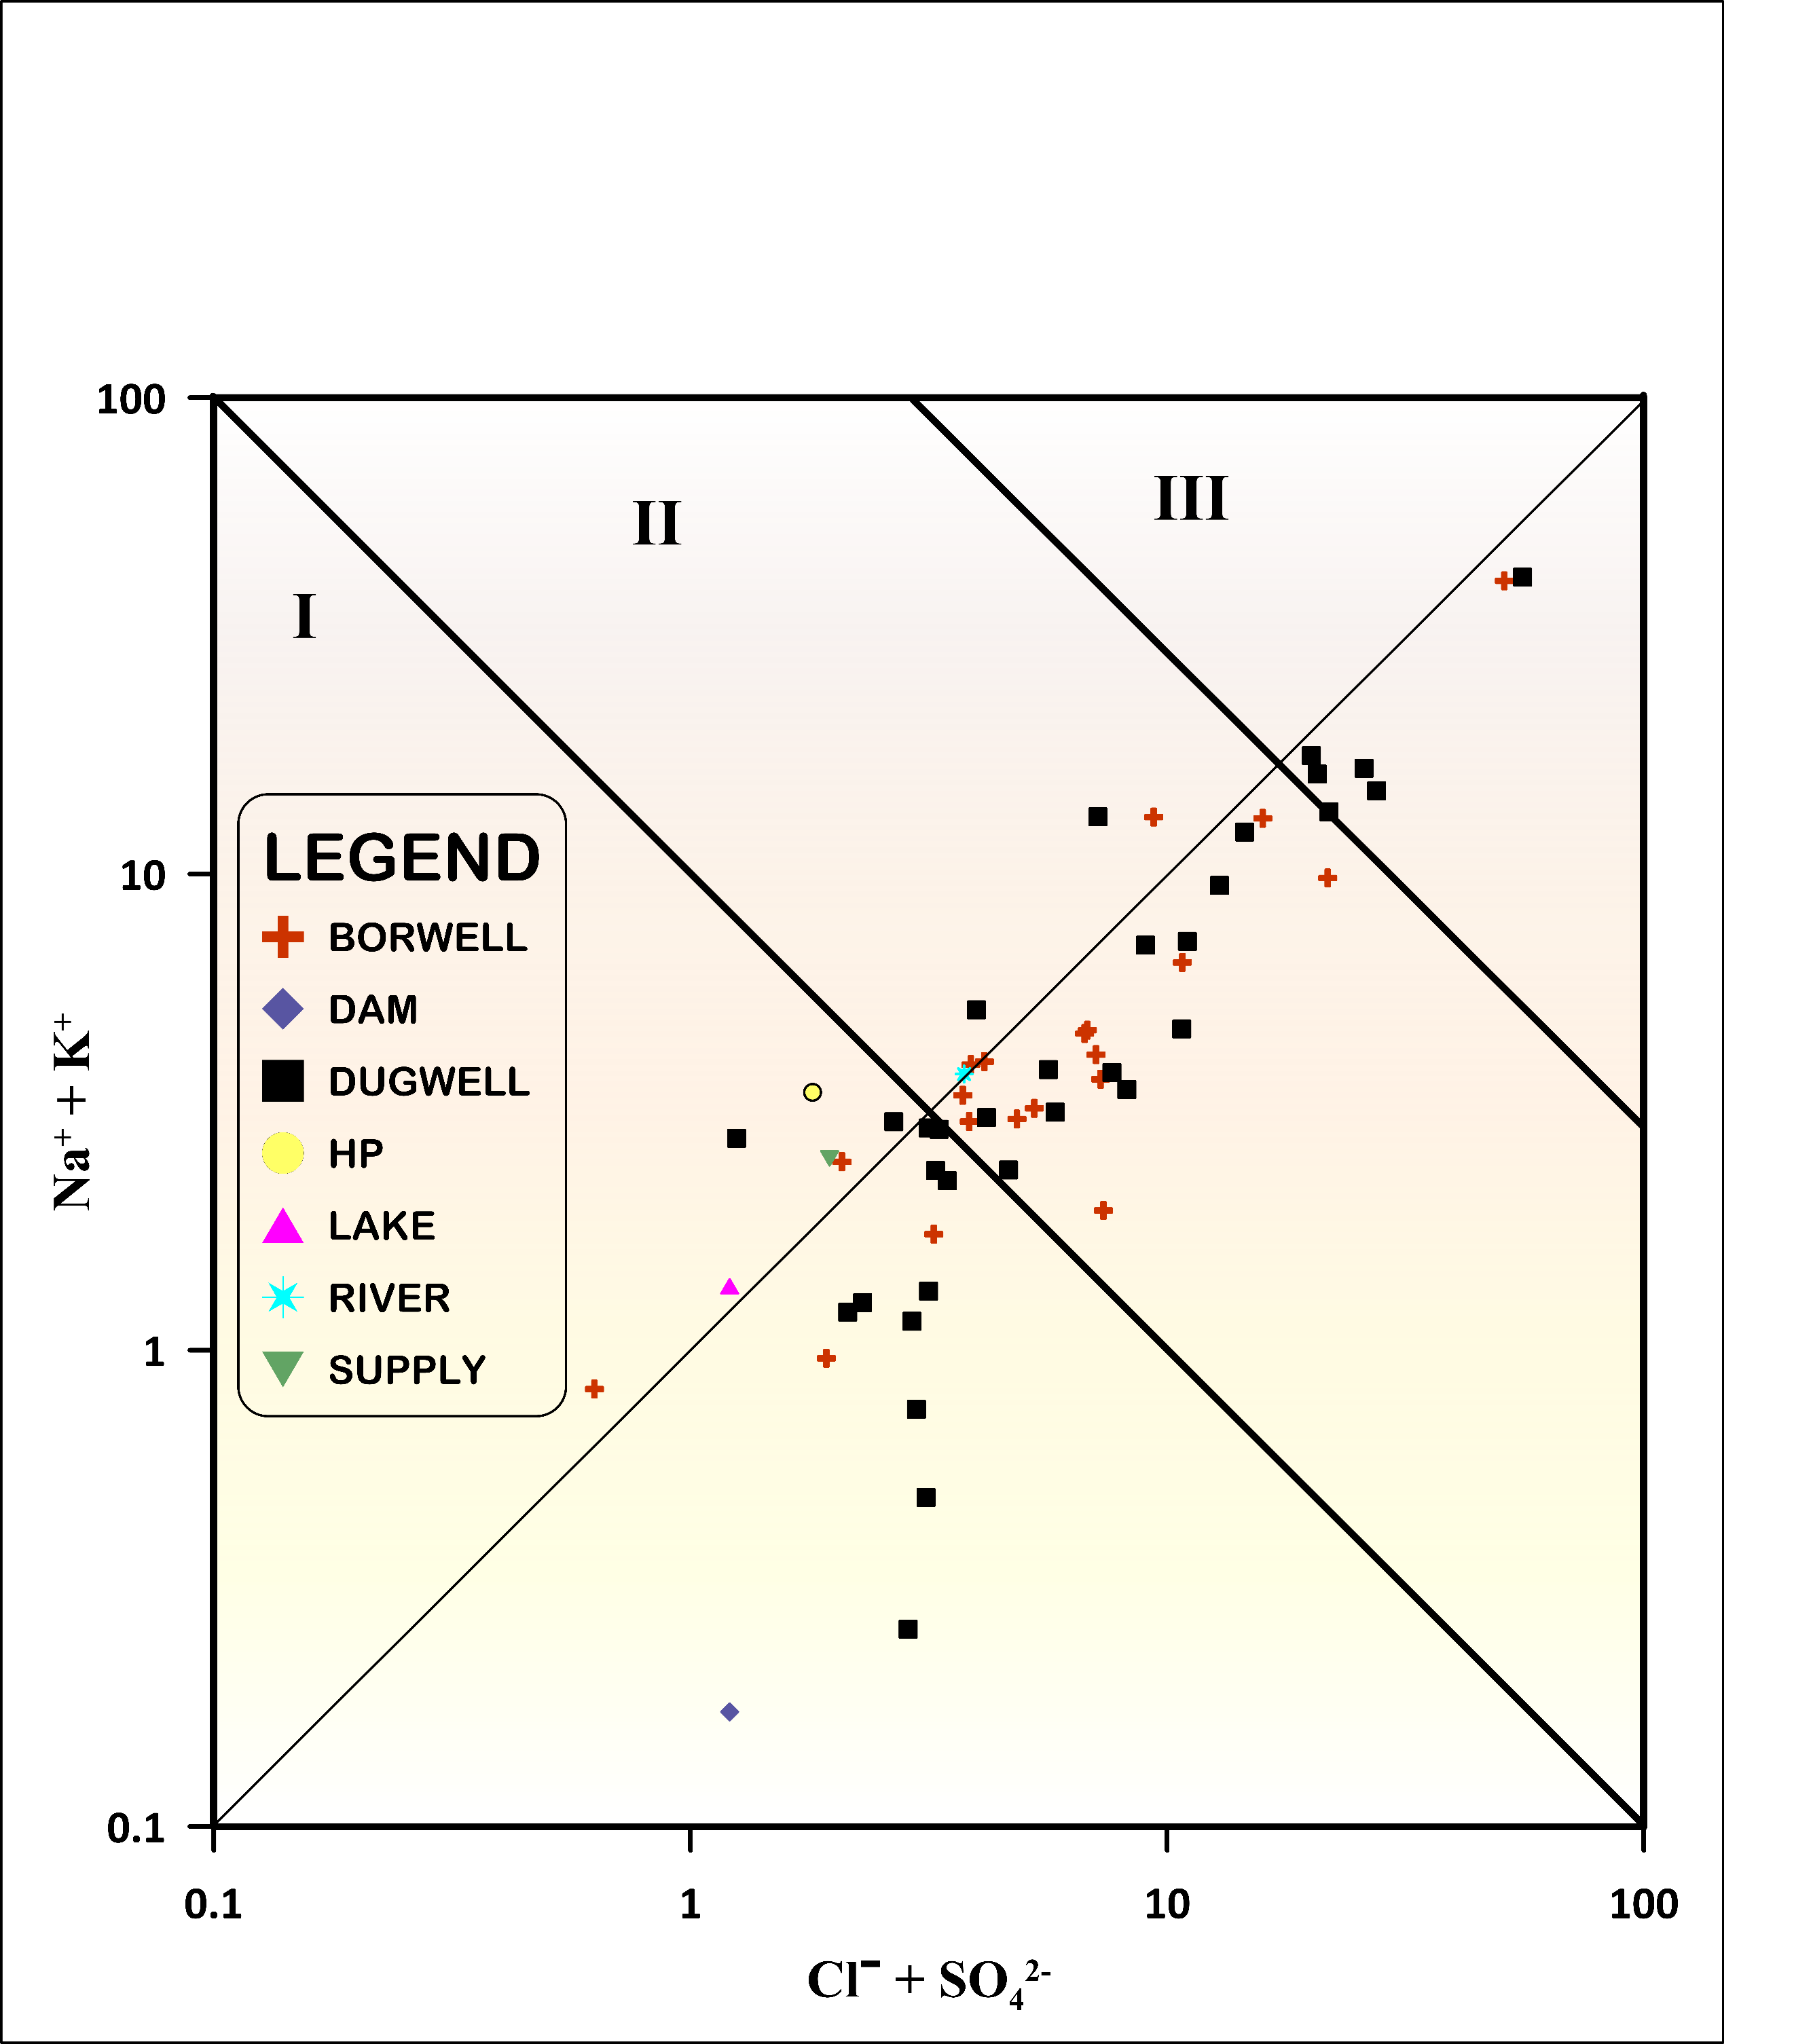 100
III
II
I
LEGEND
10
BORWELL
DAM
DUGWELL
HP
LAKE
RIVER
1
SUPPLY
0.1
Na⁺ + K⁺
0.1 1 10 100
Cl⁻ + SO₄²⁻